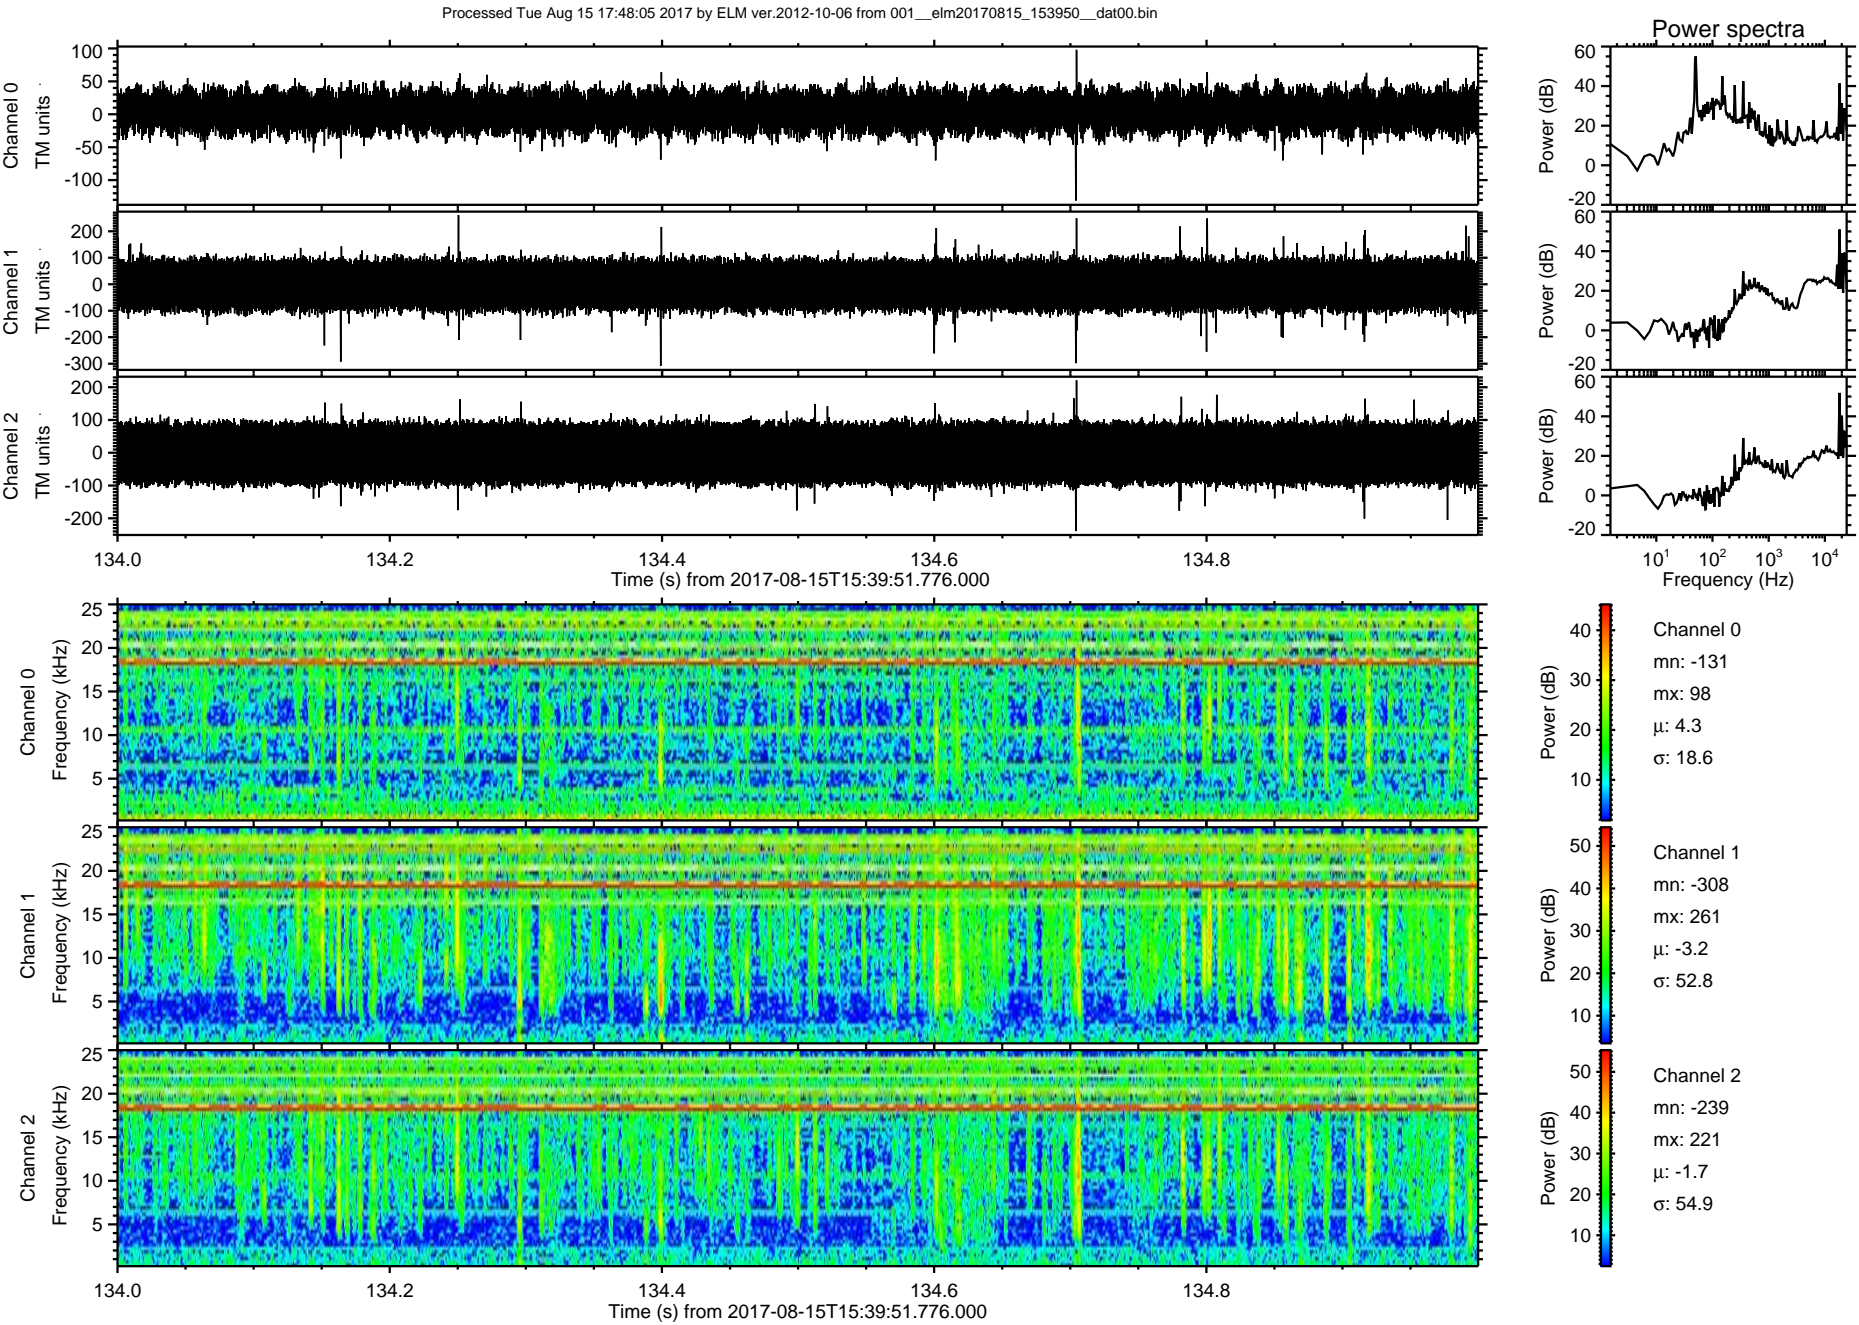 Processed Tue Aug 15 17:48:05 2017 by ELM ver.2012-10-06 from 001__elm20170815_153950__dat00.bin
Power spectra
Channel 0
TM units
100
50
0
-50
-100
Power (dB)
60
40
20
0
-20
Channel 1
TM units
200
100
0
-100
-200
-300
Power (dB)
60
40
20
0
-20
Channel 2
TM units
200
100
0
-100
-200
Power (dB)
60
40
20
0
-20
134.0 134.2 134.4 134.6 134.8
Time (s) from 2017-08-15T15:39:51.776.000
10^1 10^2 10^3 10^4
Frequency (Hz)
Channel 0
Frequency (kHz)
25
20
15
10
5
Power (dB)
40
30
20
10
Channel 0
mn: -131
mx: 98
μ: 4.3
σ: 18.6
Channel 1
Frequency (kHz)
25
20
15
10
5
Power (dB)
50
40
30
20
10
Channel 1
mn: -308
mx: 261
μ: -3.2
σ: 52.8
Channel 2
Frequency (kHz)
25
20
15
10
5
Power (dB)
50
40
30
20
10
Channel 2
mn: -239
mx: 221
μ: -1.7
σ: 54.9
134.0 134.2 134.4 134.6 134.8
Time (s) from 2017-08-15T15:39:51.776.000